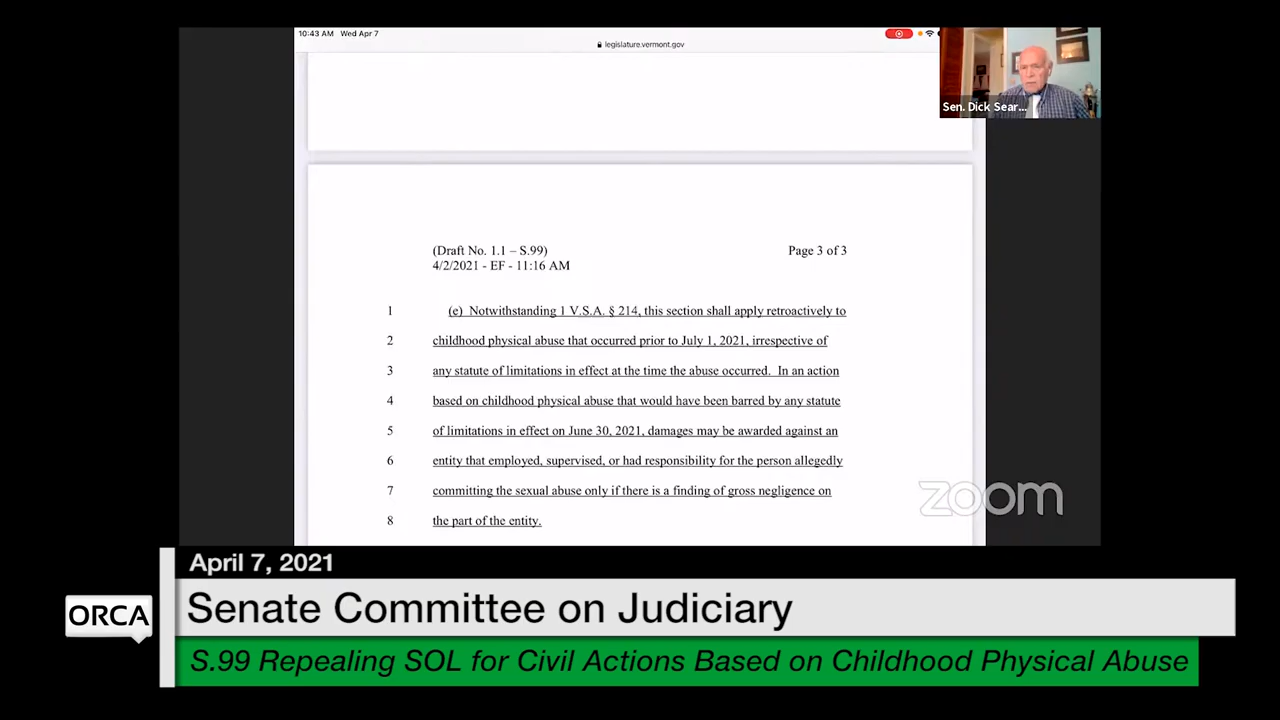 10:43 AM Wed Apr 7
legislature.vermont.gov
Sen. Dick Sear...
(Draft No. 1.1 – S.99) Page 3 of 3
4/2/2021 - EF - 11:16 AM
1 (e) Notwithstanding 1 V.S.A. § 214, this section shall apply retroactively to
2 childhood physical abuse that occurred prior to July 1, 2021, irrespective of
3 any statute of limitations in effect at the time the abuse occurred. In an action
4 based on childhood physical abuse that would have been barred by any statute
5 of limitations in effect on June 30, 2021, damages may be awarded against an
6 entity that employed, supervised, or had responsibility for the person allegedly
7 committing the sexual abuse only if there is a finding of gross negligence on
8 the part of the entity.
zoom
April 7, 2021
ORCA
Senate Committee on Judiciary
S.99 Repealing SOL for Civil Actions Based on Childhood Physical Abuse